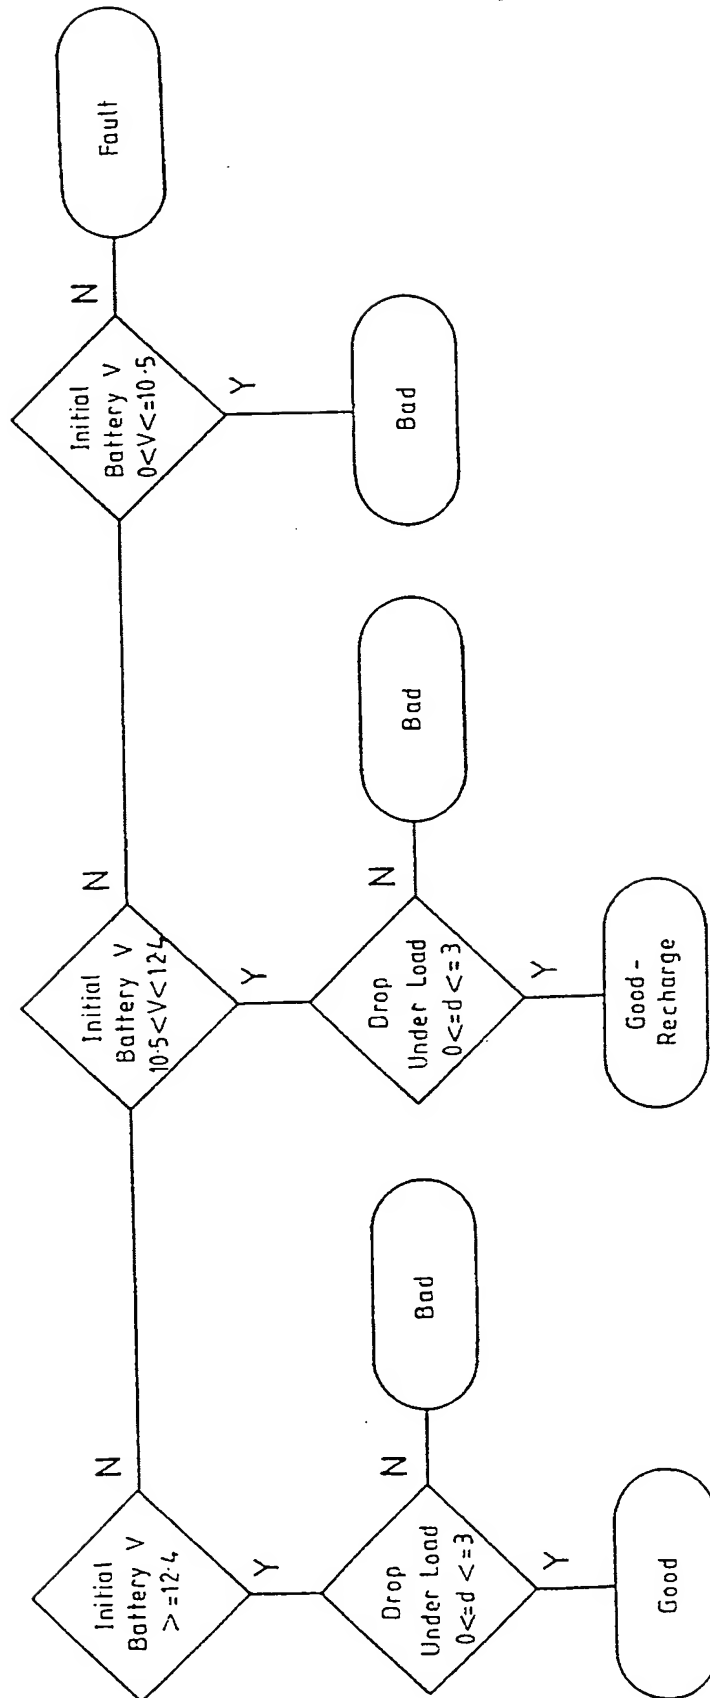 Initial
Battery V
>=12·4
N
Y
Drop
Under Load
0<=d <=3
N
Bad
Y
Good
Initial
Battery V
10·5<V<12·4
N
Y
Drop
Under Load
0<=d <=3
N
Bad
Y
Good-
Recharge
Initial
Battery V
0<V<=10·5
N
Fault
Y
Bad